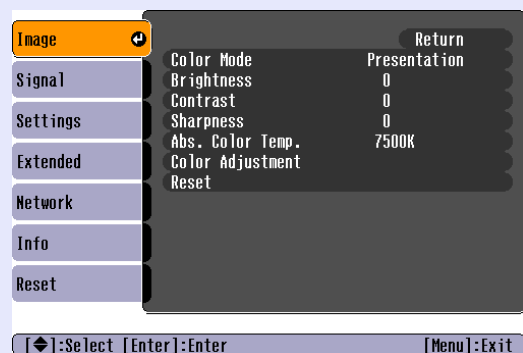 Image
Signal
Settings
Extended
Network
Info
Reset
Return
Color Mode Presentation
Brightness 0
Contrast 0
Sharpness 0
Abs. Color Temp. 7500K
Color Adjustment
Reset
[◆]:Select [Enter]:Enter [Menu]:Exit